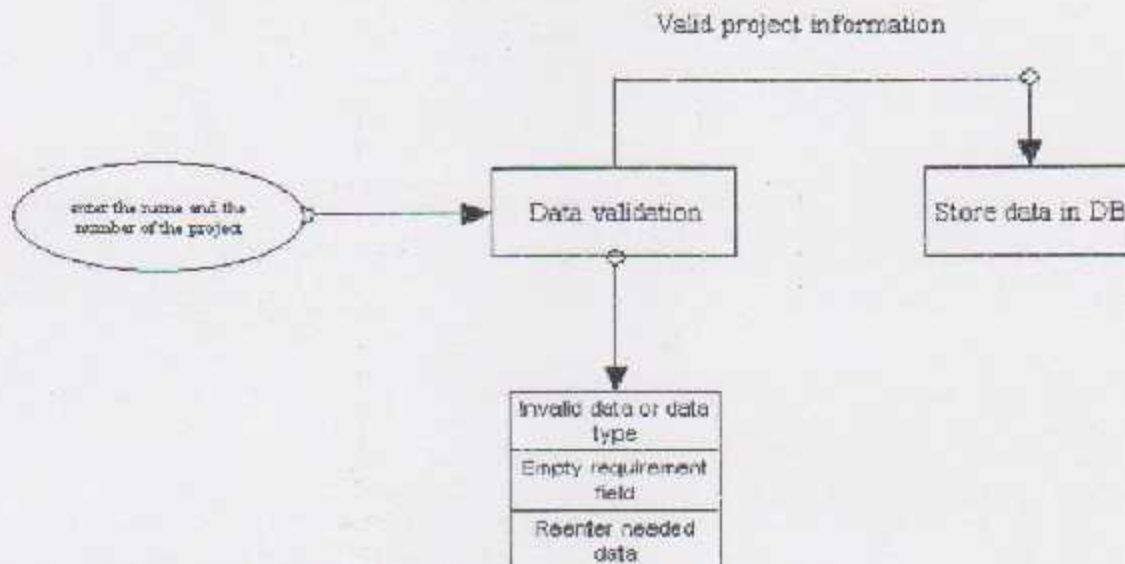 Valid project information
enter the name and the
number of the project
Data validation
Store data in DB
Invalid data or data
type
Empty requirement
field
Reenter needed
data